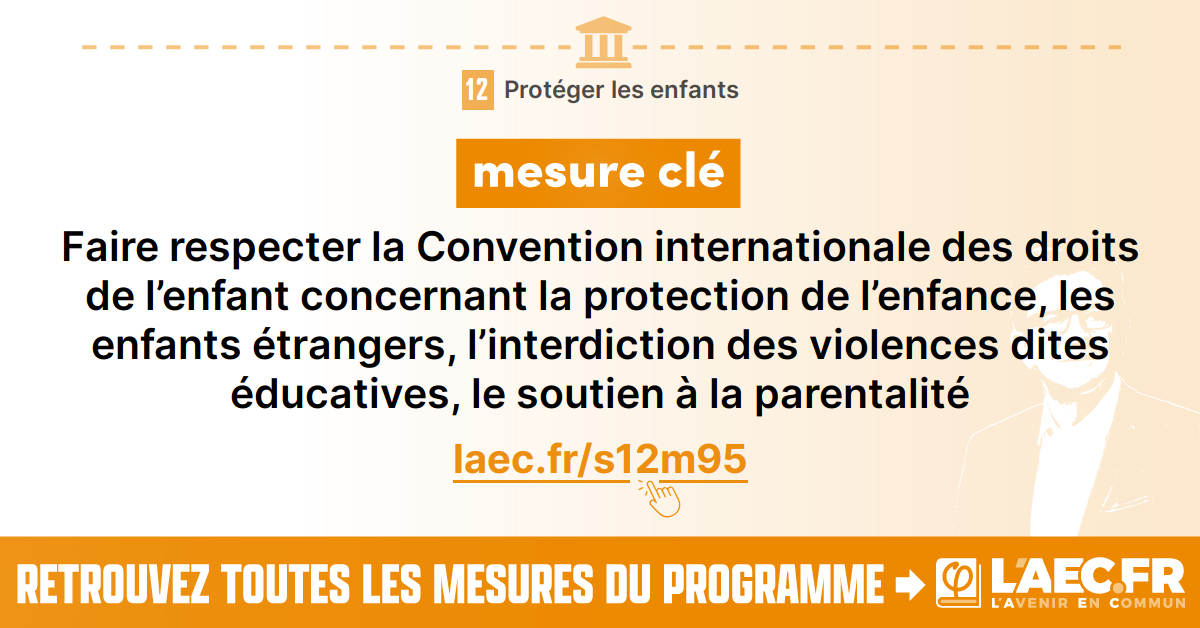 12 Protéger les enfants
mesure clé
Faire respecter la Convention internationale des droits
de l’enfant concernant la protection de l’enfance, les
enfants étrangers, l’interdiction des violences dites
éducatives, le soutien à la parentalité
laec.fr/s12m95
RETROUVEZ TOUTES LES MESURES DU PROGRAMME
φ L'AEC.FR
L'AVENIR EN COMMUN